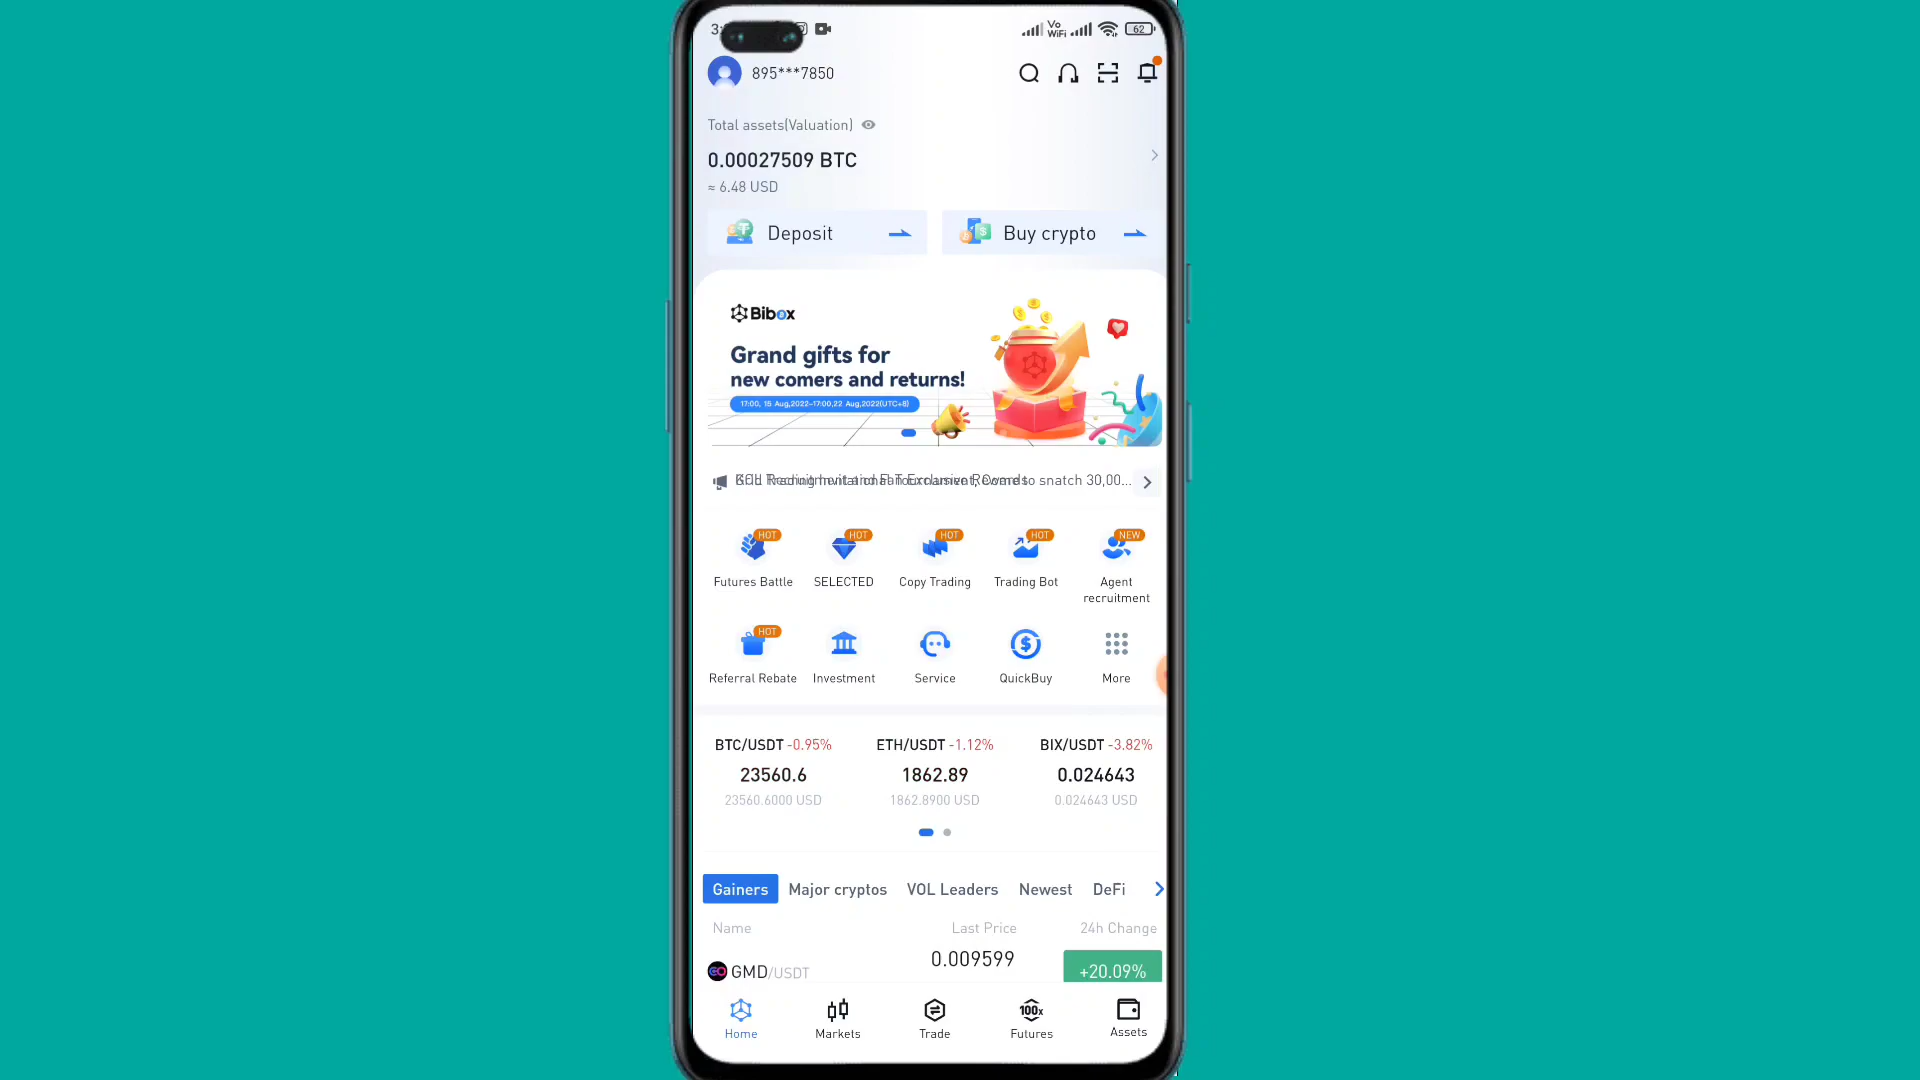 3:
Vo
WiFi
62
895***7850
Total assets(Valuation)
0.00027509 BTC
≈ 6.48 USD
Deposit
Buy crypto
Bibox
Grand gifts for
new comers and returns!
17:00, 15 Aug,2022-17:00,22 Aug,2022(UTC+8)
to snatch 30,00...
HOT
HOT
HOT
HOT
NEW
Futures Battle
SELECTED
Copy Trading
Trading Bot
Agent
recruitment
HOT
Referral Rebate
Investment
Service
QuickBuy
More
BTC/USDT -0.95%
ETH/USDT -1.12%
BIX/USDT -3.82%
23560.6
1862.89
0.024643
23560.6000 USD
1862.8900 USD
0.024643 USD
Gainers
Major cryptos
VOL Leaders
Newest
DeFi
Name
Last Price
24h Change
GMD/USDT
0.009599
+20.09%
100x
Home
Markets
Trade
Futures
Assets